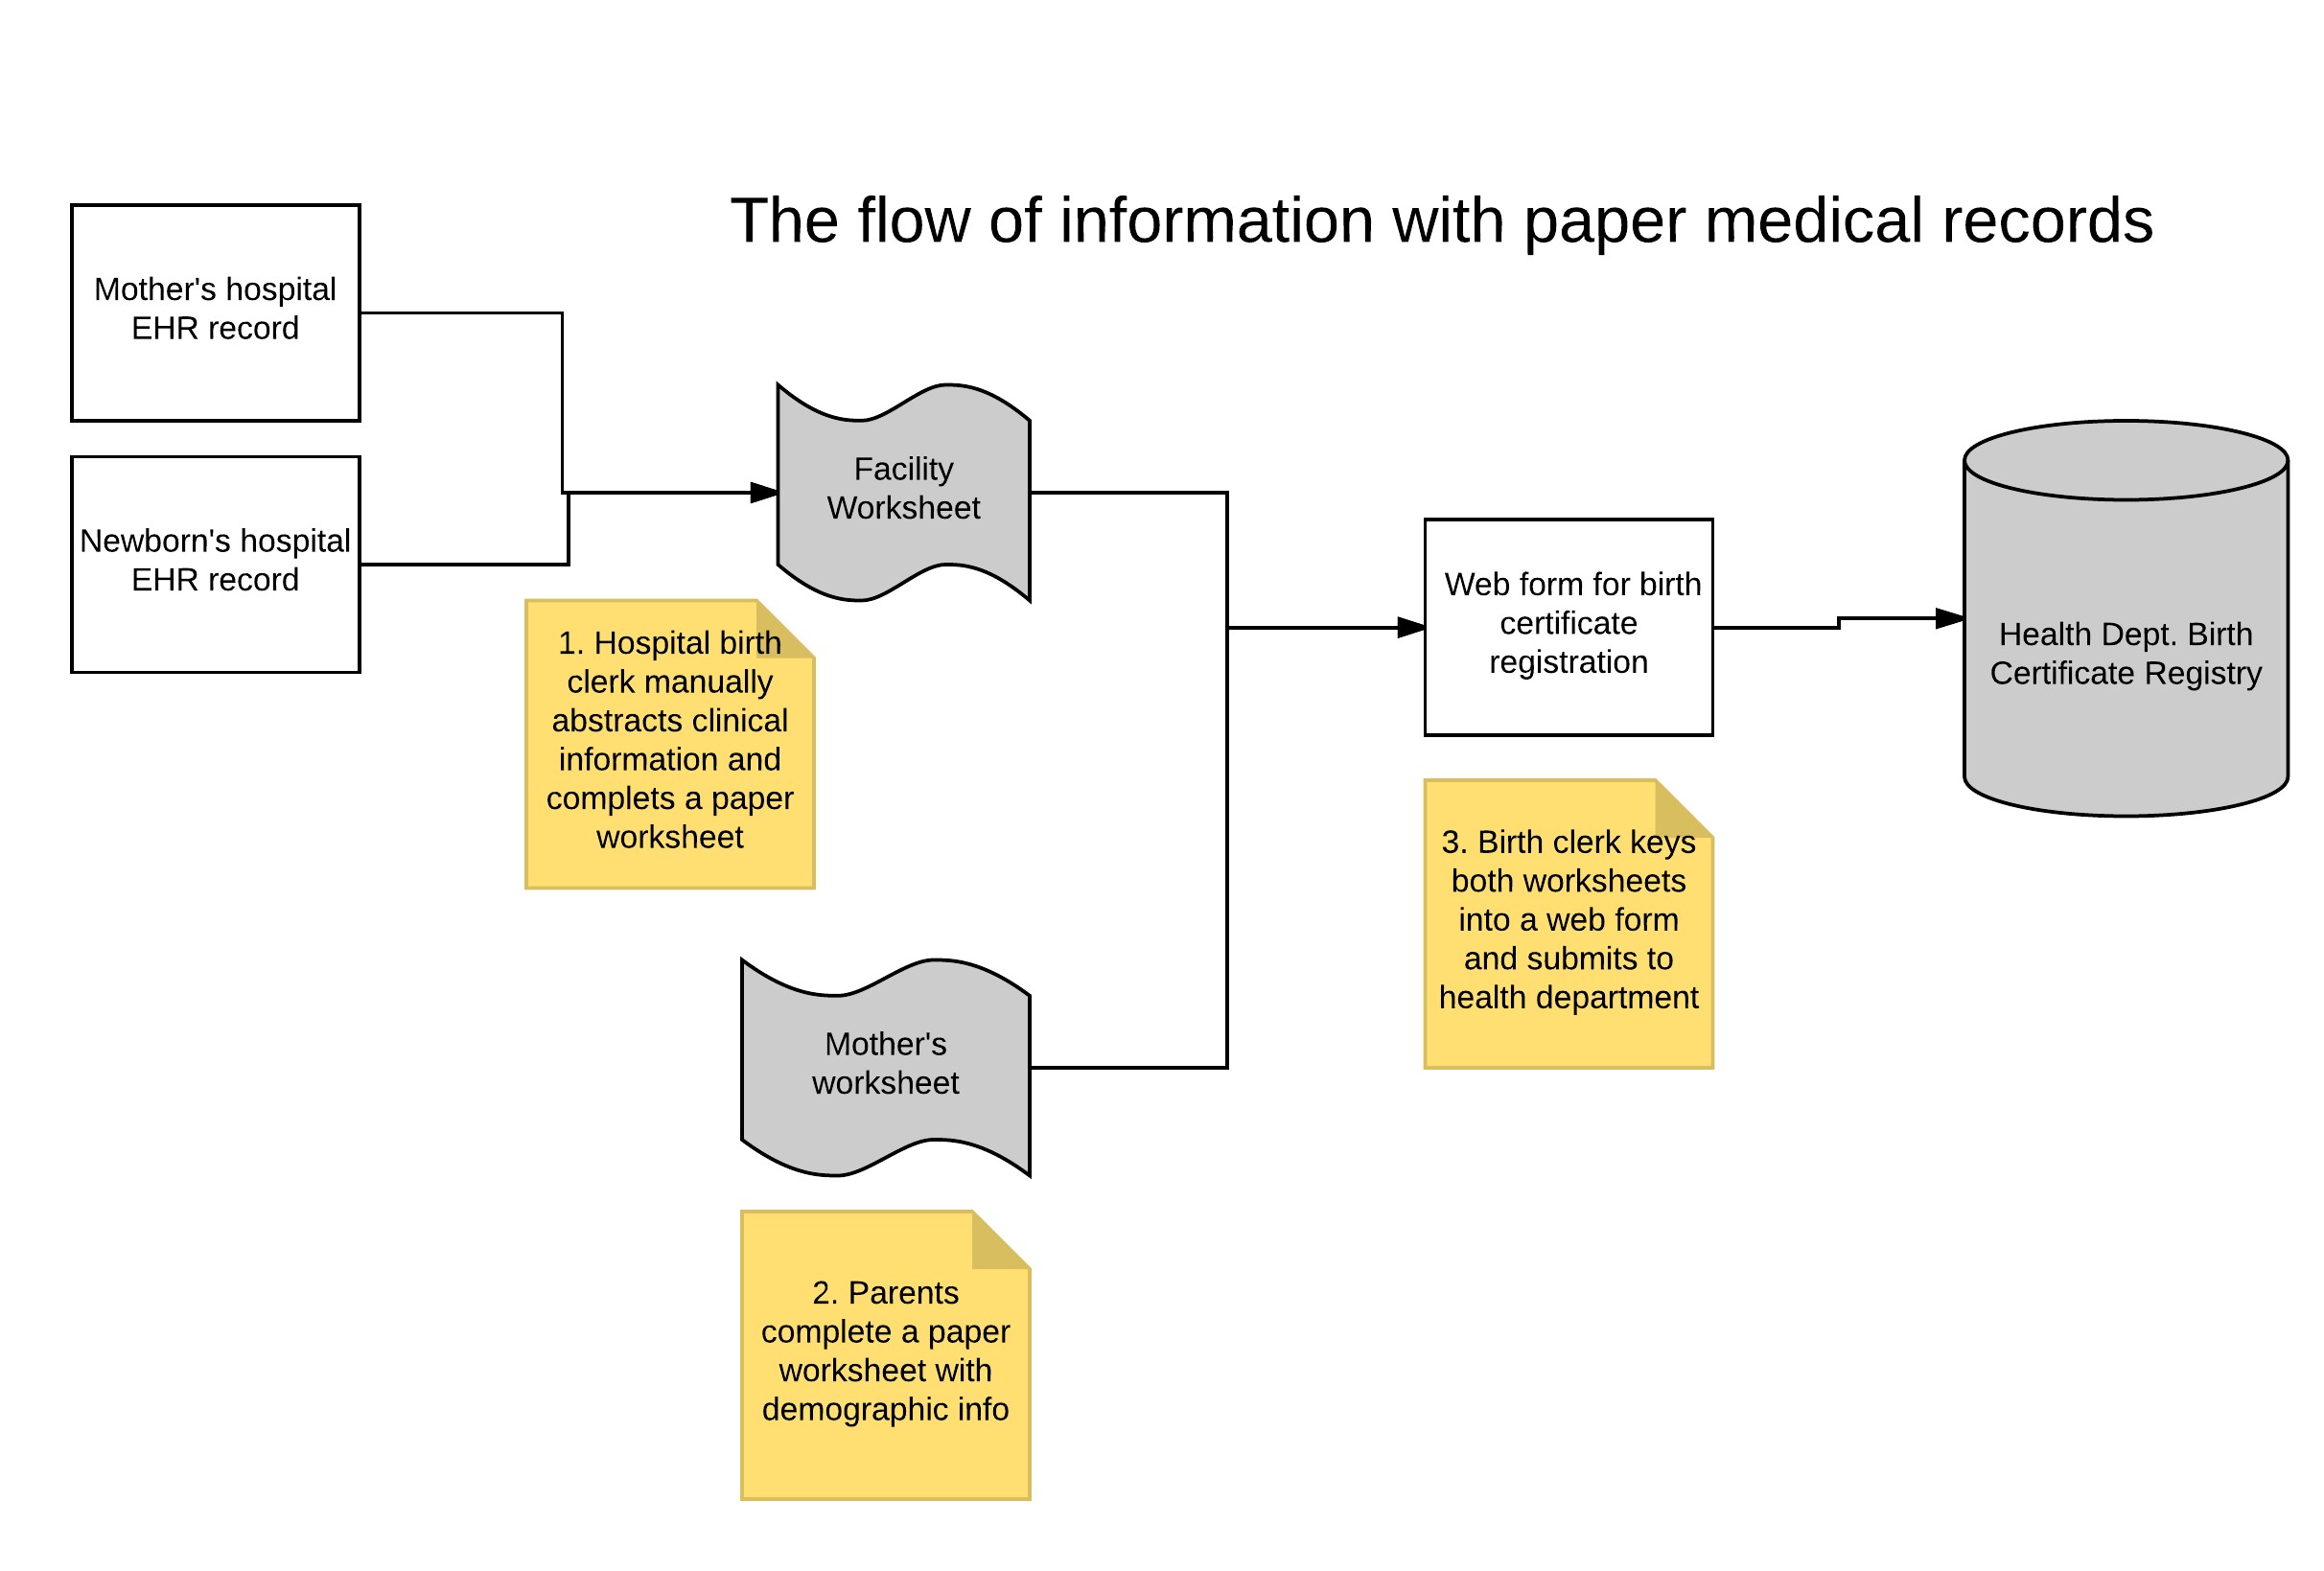 The flow of information with paper medical records
Mother's hospital
EHR record
Newborn's hospital
EHR record
Facility
Worksheet
1. Hospital birth
clerk manually
abstracts clinical
information and
complets a paper
worksheet
Mother's
worksheet
2. Parents
complete a paper
worksheet with
demographic info
Web form for birth
certificate
registration
3. Birth clerk keys
both worksheets
into a web form
and submits to
health department
Health Dept. Birth
Certificate Registry